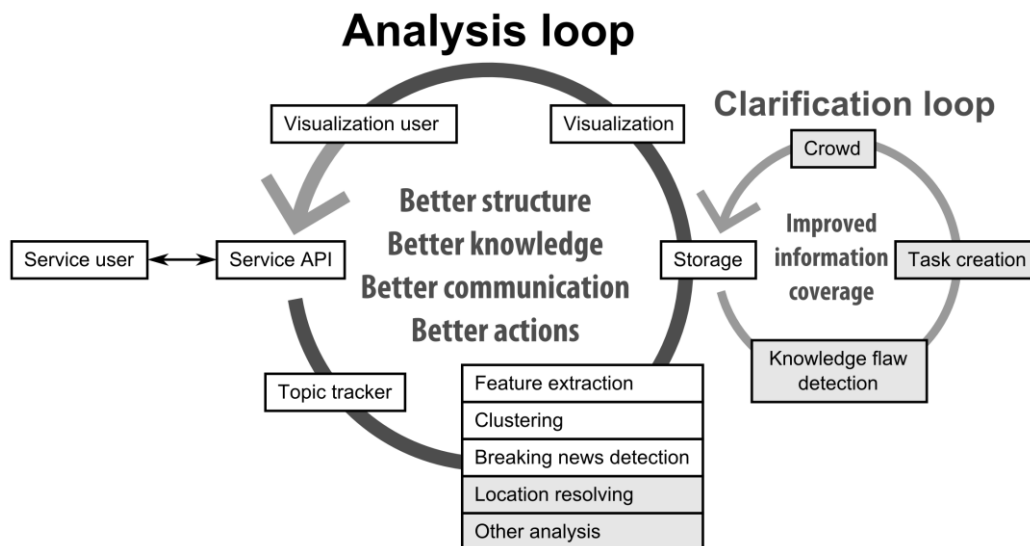 Analysis loop
Clarification loop
Visualization user
Visualization
Crowd
Better structure
Better knowledge
Better communication
Better actions
Improved
information
coverage
Service user
Service API
Storage
Task creation
Knowledge flaw
detection
Topic tracker
Feature extraction
Clustering
Breaking news detection
Location resolving
Other analysis